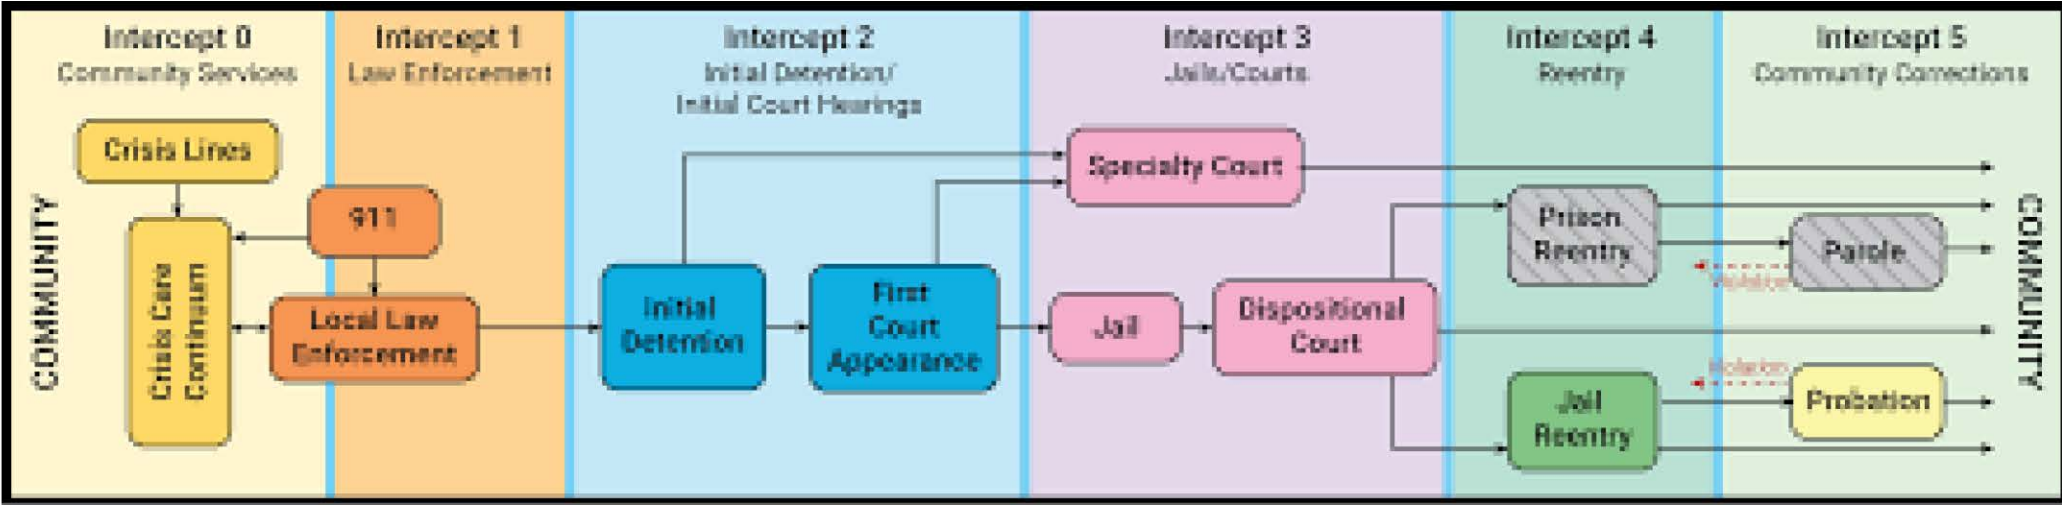 Intercept 0
Community Services
Intercept 1
Law Enforcement
Intercept 2
Initial Detention/
Initial Court Hearings
Intercept 3
Jails/Courts
Intercept 4
Reentry
Intercept 5
Community Corrections
COMMUNITY
Crisis Lines
Crisis Care
Continuum
911
Local Law
Enforcement
Initial
Detention
First
Court
Appearance
Specialty Court
Jail
Dispositional
Court
Prison
Reentry
Parole
Violation
Jail
Reentry
Violation
Probation
COMMUNITY